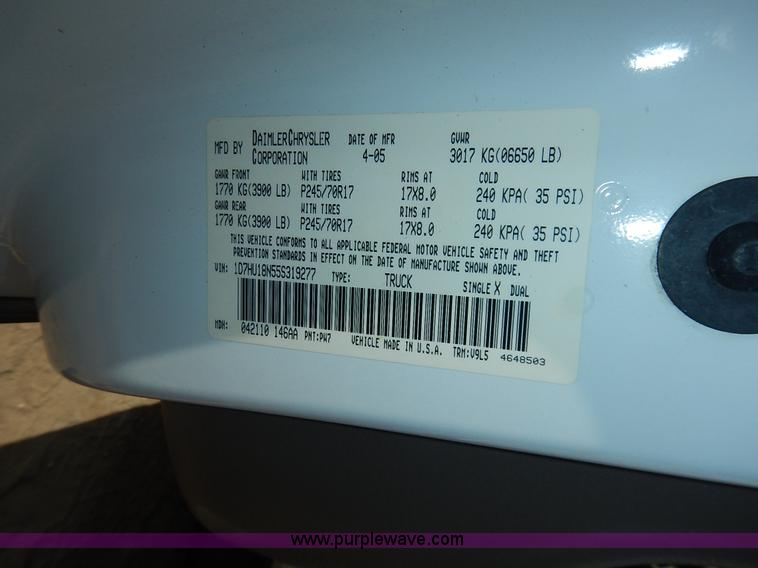 MFD BY DAIMLERCHRYSLER CORPORATION DATE OF MFR 4-05 GVWR 3017 KG(06650 LB)
GAWR FRONT WITH TIRES RIMS AT COLD
1770 KG(3900 LB) P245/70R17 17X8.0 240 KPA( 35 PSI)
GAWR REAR WITH TIRES RIMS AT COLD
1770 KG(3900 LB) P245/70R17 17X8.0 240 KPA( 35 PSI)
THIS VEHICLE CONFORMS TO ALL APPLICABLE FEDERAL MOTOR VEHICLE SAFETY AND THEFT
PREVENTION STANDARDS IN EFFECT ON THE DATE OF MANUFACTURE SHOWN ABOVE.
VIN: 1D7HU18N55S319277 TYPE: TRUCK SINGLE X DUAL
MDH: 042110 146AA PNT:PW7 VEHICLE MADE IN U.S.A. TRM:V9L5 4648503
www.purplewave.com